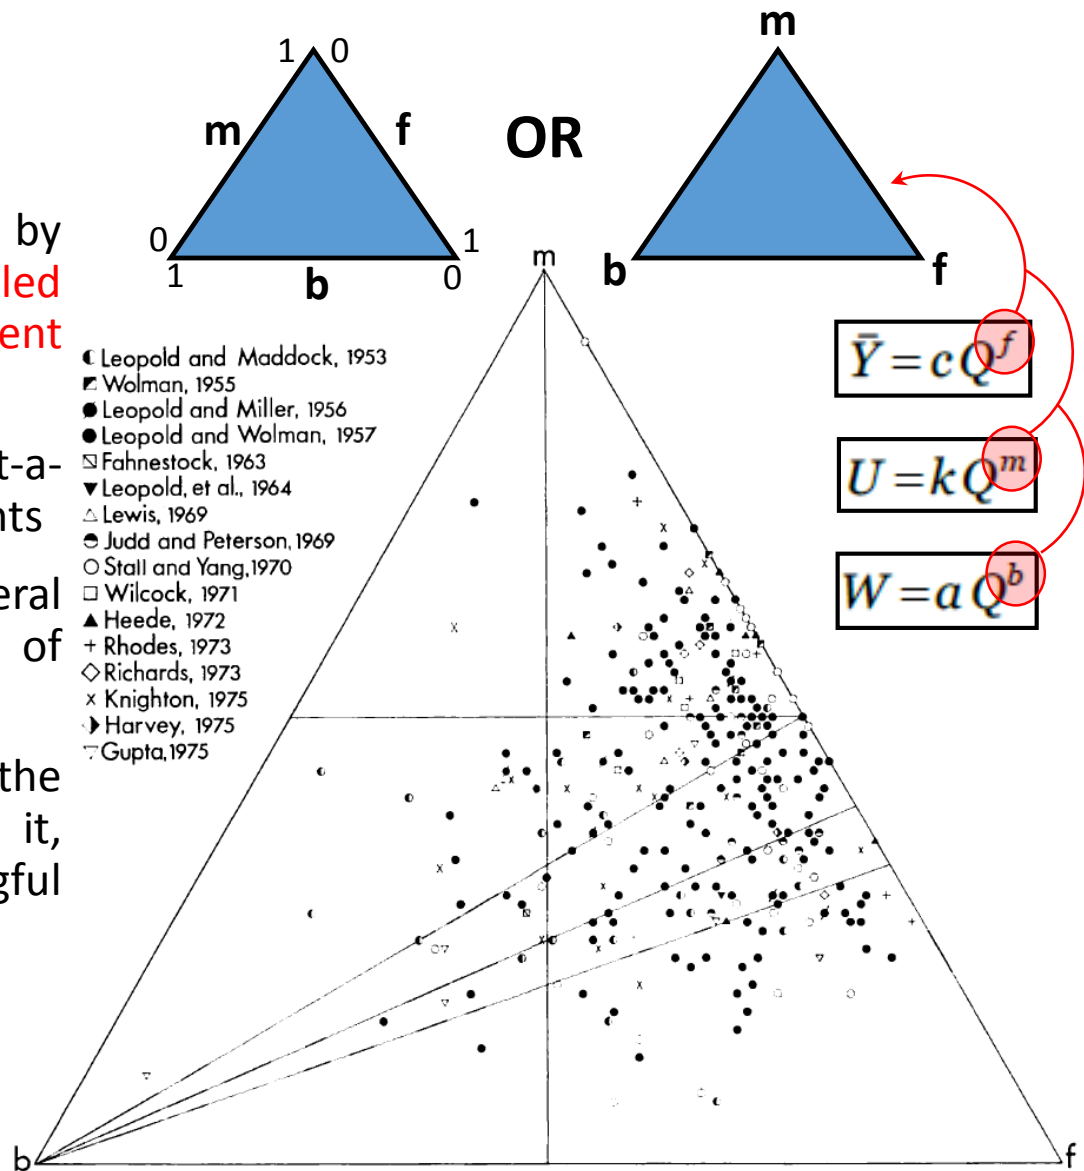 1 0
m
m f
OR
by
0 1
led
1 b 0
m
b f
ent
Ȳ = c Q^f
◐ Leopold and Maddock, 1953
Wolman, 1955
Leopold and Miller, 1956
● Leopold and Wolman, 1957
t-a-
Fahnestock, 1963
U = k Q^m
▼ Leopold, et al., 1964
nts
△ Lewis, 1969
Judd and Peterson, 1969
○ Stall and Yang, 1970
W = a Q^b
eral
□ Wilcock, 1971
▲ Heede, 1972
of
+ Rhodes, 1973
◇ Richards, 1973
x Knighton, 1975
Harvey, 1975
▽ Gupta, 1975
the
it,
gful
b f